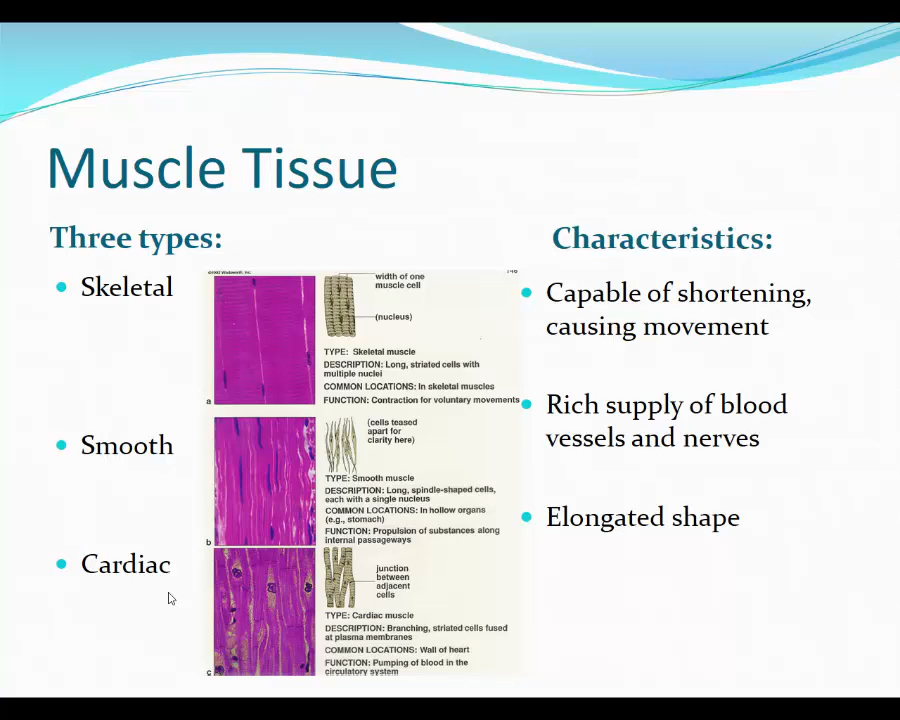 Muscle Tissue
Three types:
Skeletal
Smooth
Cardiac
width of one
muscle cell
(nucleus)
TYPE: Skeletal muscle
DESCRIPTION: Long, striated cells with
multiple nuclei
COMMON LOCATIONS: In skeletal muscles
FUNCTION: Contraction for voluntary movements
a
(cells teased
apart for
clarity here)
TYPE: Smooth muscle
DESCRIPTION: Long, spindle-shaped cells,
each with a single nucleus
COMMON LOCATIONS: In hollow organs
(e.g., stomach)
FUNCTION: Propulsion of substances along
internal passageways
b
junction
between
adjacent
cells
TYPE: Cardiac muscle
DESCRIPTION: Branching, striated cells fused
at plasma membranes
COMMON LOCATIONS: Wall of heart
FUNCTION: Pumping of blood in the
circulatory system
c
Characteristics:
Capable of shortening,
causing movement
Rich supply of blood
vessels and nerves
Elongated shape